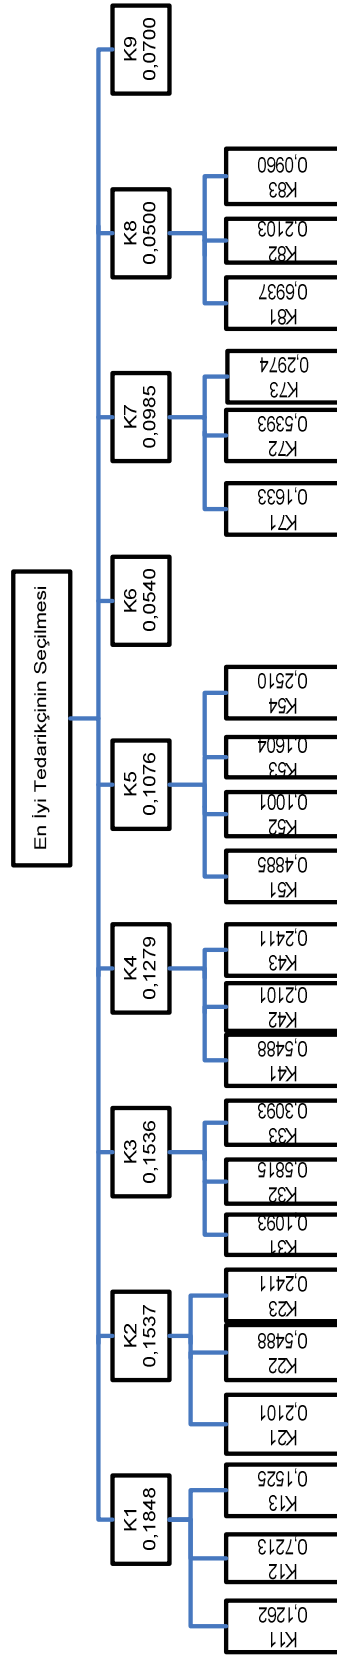 En İyi Tedarikçinin Seçilmesi
K1
0,1848
K2
0,1537
K3
0,1536
K4
0,1279
K5
0,1076
K6
0,0540
K7
0,0985
K8
0,0500
K9
0,0700
K11
0,1262
K12
0,7213
K13
0,1525
K21
0,2101
K22
0,5488
K23
0,2411
K31
0,1093
K32
0,5815
K33
0,3093
K41
0,5488
K42
0,2101
K43
0,2411
K51
0,4885
K52
0,1001
K53
0,1604
K54
0,2510
K71
0,1633
K72
0,5393
K73
0,2974
K81
0,6937
K82
0,2103
K83
0,0960